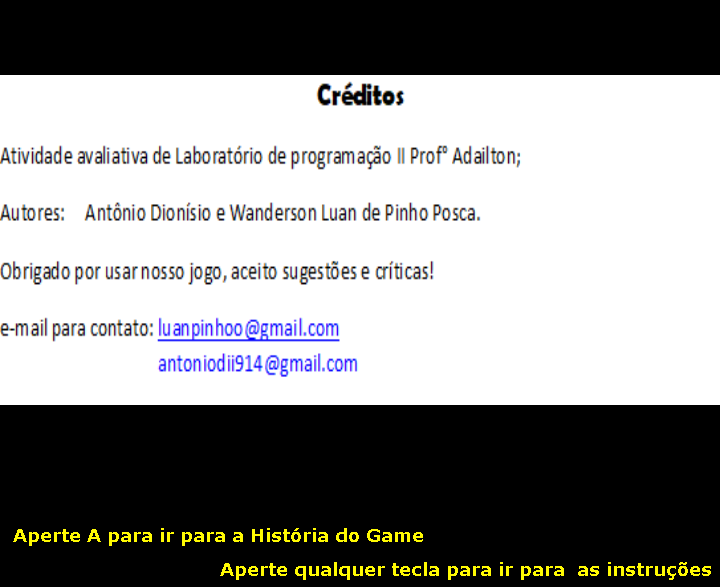 Créditos
Atividade avaliativa de Laboratório de programação II Profº Adailton;
Autores: Antônio Dionísio e Wanderson Luan de Pinho Posca.
Obrigado por usar nosso jogo, aceito sugestões e críticas!
e-mail para contato: luanpinhoo@gmail.com
antoniodii914@gmail.com
Aperte A para ir para a História do Game
Aperte qualquer tecla para ir para as instruções